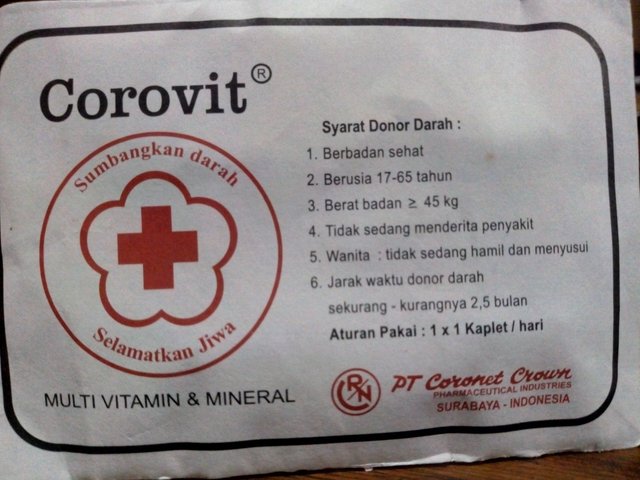 Corovit®
Sumbangkan darah
Selamatkan Jiwa
MULTI VITAMIN & MINERAL
Syarat Donor Darah :
1. Berbadan sehat
2. Berusia 17-65 tahun
3. Berat badan ≥ 45 kg
4. Tidak sedang menderita penyakit
5. Wanita : tidak sedang hamil dan menyusui
6. Jarak waktu donor darah
sekurang - kurangnya 2,5 bulan
Aturan Pakai : 1 x 1 Kaplet / hari
PT Coronet Crown
PHARMACEUTICAL INDUSTRIES
SURABAYA - INDONESIA